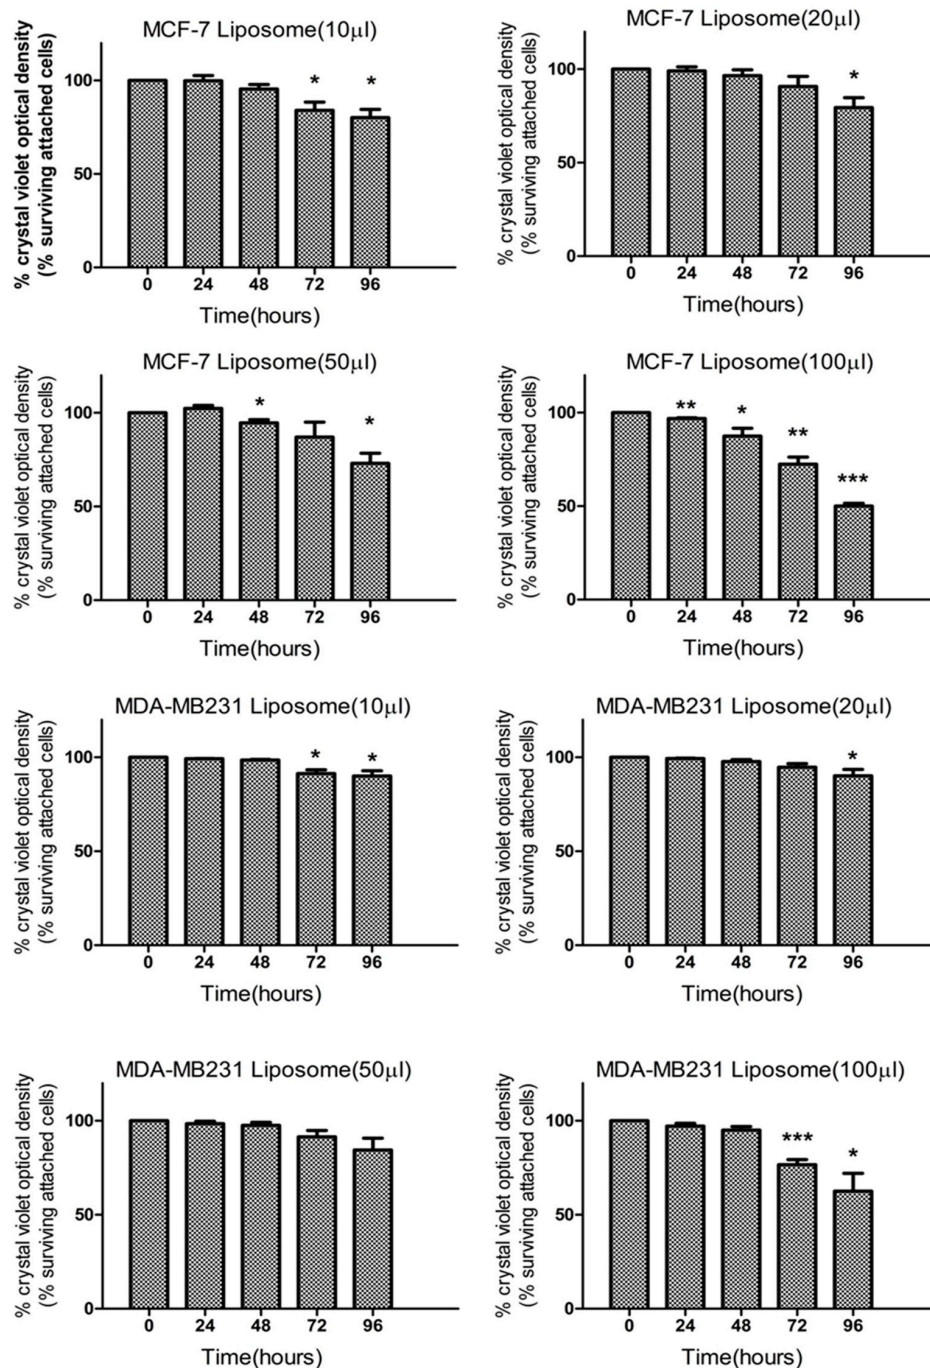 MCF-7 Liposome(10μl)
% crystal violet optical density
(% surviving attached cells)
100
50
0
* *
0 24 48 72 96
Time(hours)
MCF-7 Liposome(20μl)
% crystal violet optical density
(% surviving attached cells)
100
50
0
*
0 24 48 72 96
Time(hours)
MCF-7 Liposome(50μl)
% crystal violet optical density
(% surviving attached cells)
100
50
0
* *
0 24 48 72 96
Time(hours)
MCF-7 Liposome(100μl)
% crystal violet optical density
(% surviving attached cells)
100
50
0
** * ** ***
0 24 48 72 96
Time(hours)
MDA-MB231 Liposome(10μl)
% crystal violet optical density
(% surviving attached cells)
100
50
0
* *
0 24 48 72 96
Time(hours)
MDA-MB231 Liposome(20μl)
% crystal violet optical density
(% surviving attached cells)
100
50
0
*
0 24 48 72 96
Time(hours)
MDA-MB231 Liposome(50μl)
% crystal violet optical density
(% surviving attached cells)
100
50
0
0 24 48 72 96
Time(hours)
MDA-MB231 Liposome(100μl)
% crystal violet optical density
(% surviving attached cells)
100
50
0
*** *
0 24 48 72 96
Time(hours)